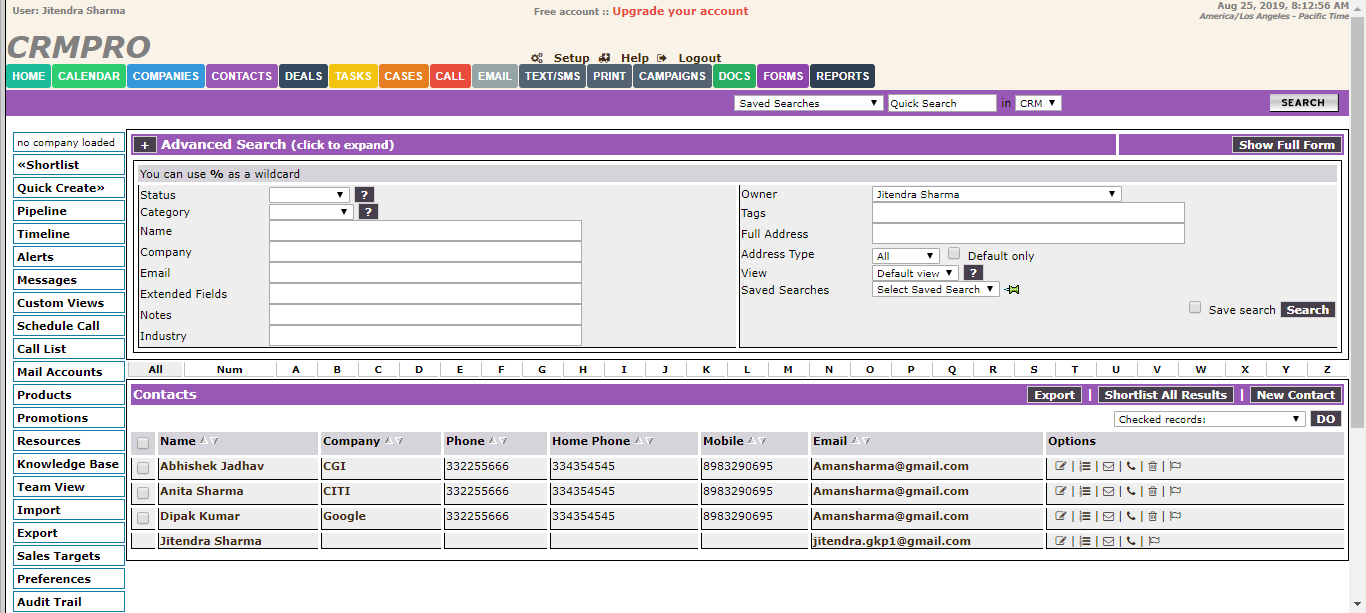 User: Jitendra Sharma
Free account :: Upgrade your account
Aug 25, 2019, 8:12:56 AM
America/Los Angeles - Pacific Time
CRMPRO
Setup Help Logout
HOME CALENDAR COMPANIES CONTACTS DEALS TASKS CASES CALL EMAIL TEXT/SMS PRINT CAMPAIGNS DOCS FORMS REPORTS
Saved Searches Quick Search in CRM SEARCH
no company loaded
«Shortlist
Quick Create»
Pipeline
Timeline
Alerts
Messages
Custom Views
Schedule Call
Call List
Mail Accounts
Products
Promotions
Resources
Knowledge Base
Team View
Import
Export
Sales Targets
Preferences
Audit Trail
+ Advanced Search (click to expand) Show Full Form
You can use % as a wildcard
Status ?
Category ?
Name
Company
Email
Extended Fields
Notes
Industry
Owner Jitendra Sharma
Tags
Full Address
Address Type All Default only
View Default view ?
Saved Searches Select Saved Search
Save search Search
All Num A B C D E F G H I J K L M N O P Q R S T U V W X Y Z
Contacts Export | Shortlist All Results | New Contact
Checked records: DO
Name Company Phone Home Phone Mobile Email Options
Abhishek Jadhav CGI 332255666 334354545 8983290695 Amansharma@gmail.com | | | | |
Anita Sharma CITI 332255666 334354545 8983290695 Amansharma@gmail.com | | | | |
Dipak Kumar Google 332255666 334354545 8983290695 Amansharma@gmail.com | | | | |
Jitendra Sharma jitendra.gkp1@gmail.com | | | |